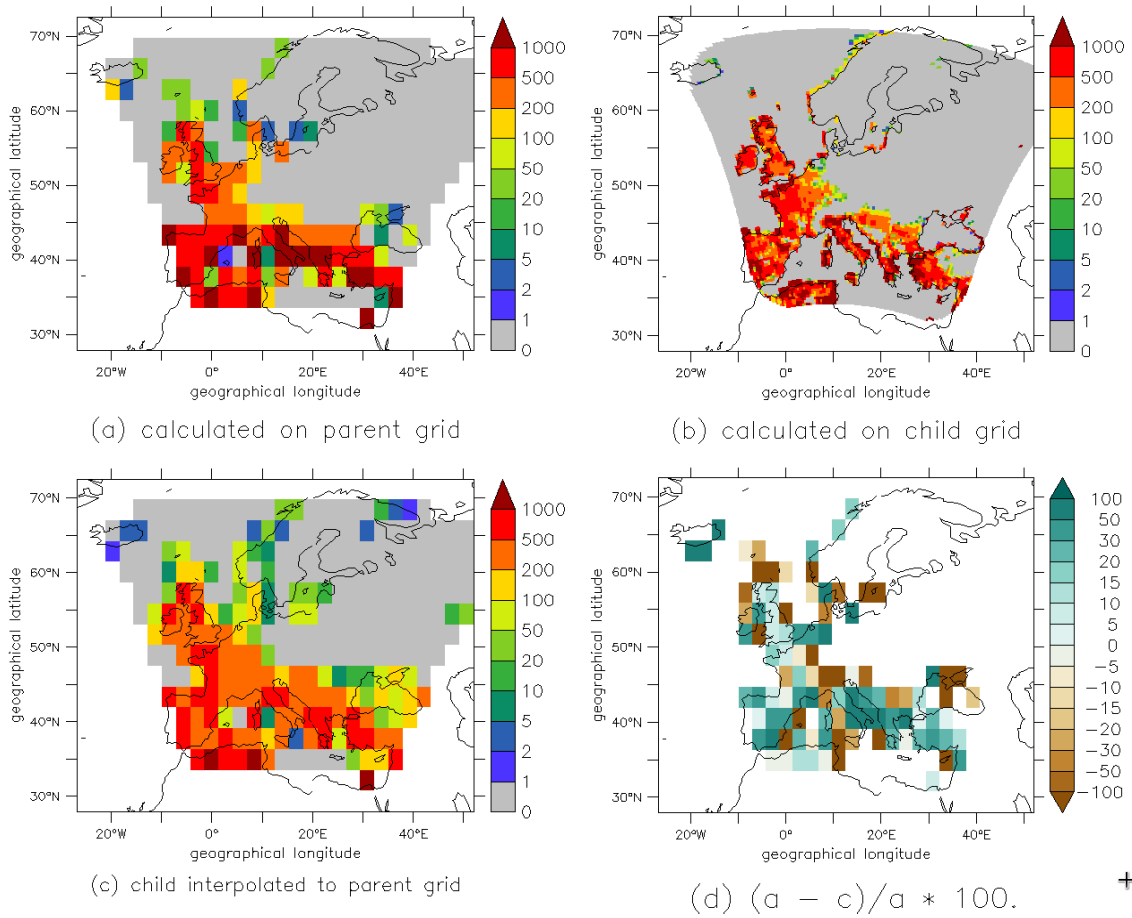 70°N
60°N
50°N
40°N
30°N
20°W
0°
20°E
40°E
geographical latitude
geographical longitude
1000
500
200
100
50
20
10
5
2
1
0
(a) calculated on parent grid
70°N
60°N
50°N
40°N
30°N
20°W
0°
20°E
40°E
geographical latitude
geographical longitude
1000
500
200
100
50
20
10
5
2
1
0
(b) calculated on child grid
70°N
60°N
50°N
40°N
30°N
20°W
0°
20°E
40°E
geographical latitude
geographical longitude
1000
500
200
100
50
20
10
5
2
1
0
(c) child interpolated to parent grid
70°N
60°N
50°N
40°N
30°N
20°W
0°
20°E
40°E
geographical latitude
geographical longitude
100
50
30
20
15
10
5
0
−5
−10
−15
−20
−30
−50
−100
(d) (a − c)/a * 100.